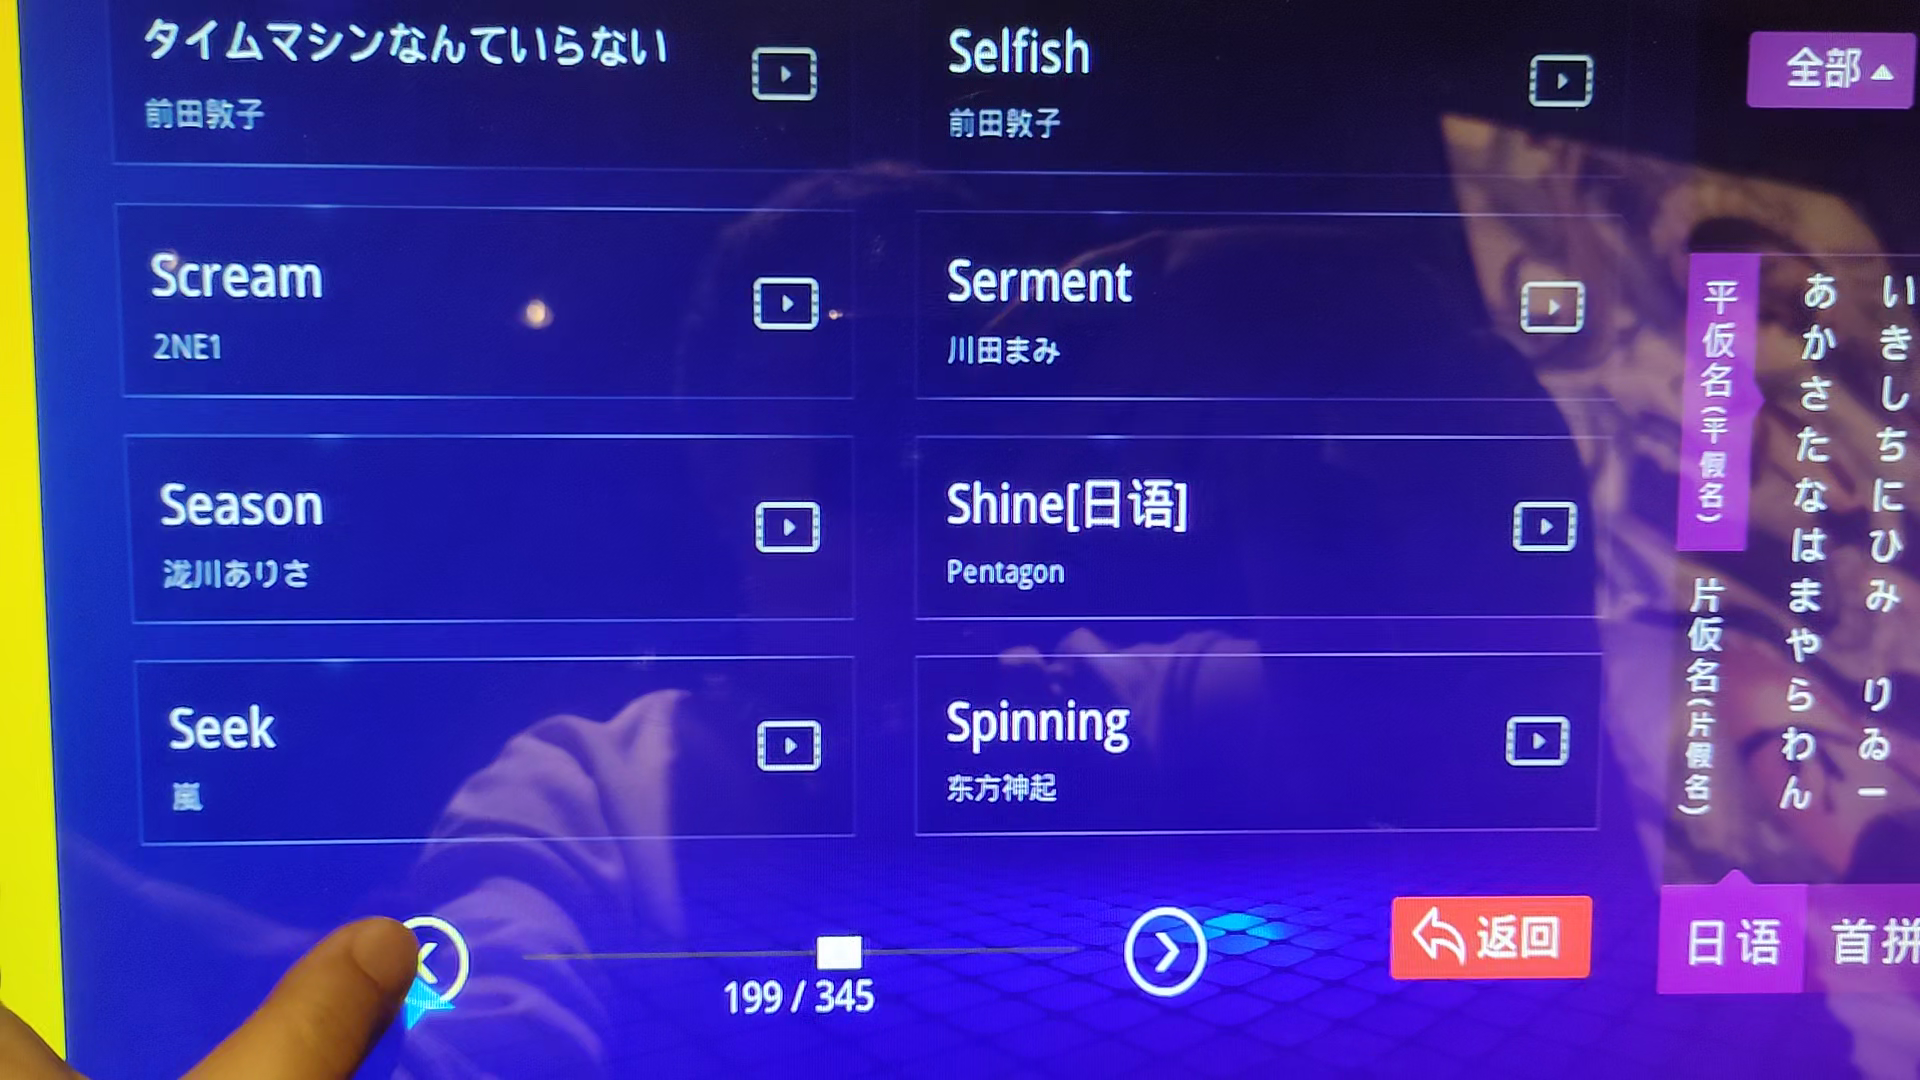 タイムマシンなんていらない
前田敦子
Selfish
前田敦子
Scream
2NE1
Serment
川田まみ
Season
泷川ありさ
Shine[日语]
Pentagon
Seek
嵐
Spinning
东方神起
199 / 345
返回
全部
平仮名(平假名)
片仮名(片假名)
あかさたなはまやらわん
いきしちにひみ りゐー
日语
首拼